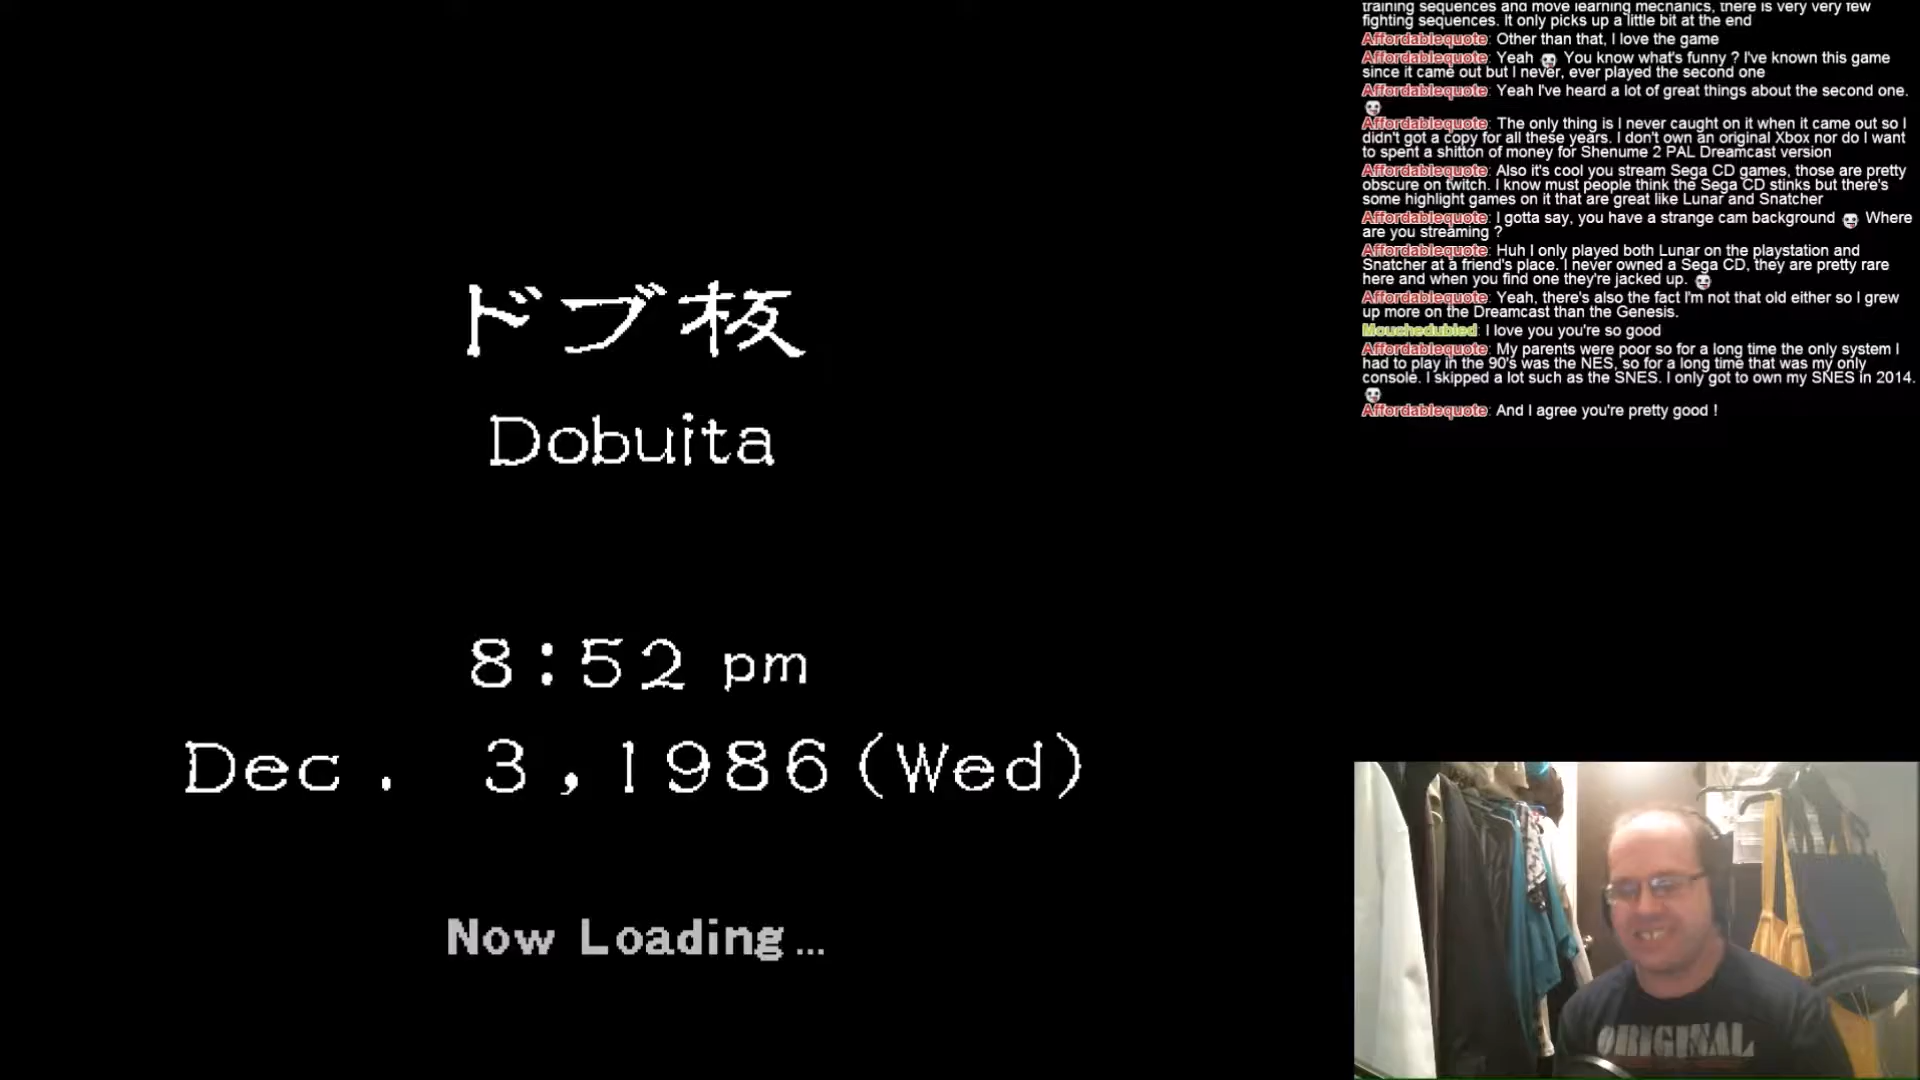 training sequences and move learning mechanics, there is very very few
fighting sequences. It only picks up a little bit at the end
Affordablequote: Other than that, I love the game
Affordablequote: Yeah You know what's funny ? I've known this game
since it came out but I never, ever played the second one
Affordablequote: Yeah I've heard a lot of great things about the second one.
Affordablequote: The only thing is I never caught on it when it came out so I
didn't got a copy for all these years. I don't own an original Xbox nor do I want
to spent a shitton of money for Shenume 2 PAL Dreamcast version
Affordablequote: Also it's cool you stream Sega CD games, those are pretty
obscure on twitch. I know must people think the Sega CD stinks but there's
some highlight games on it that are great like Lunar and Snatcher
Affordablequote: I gotta say, you have a strange cam background Where
are you streaming ?
Affordablequote: Huh I only played both Lunar on the playstation and
Snatcher at a friend's place. I never owned a Sega CD, they are pretty rare
here and when you find one they're jacked up.
Affordablequote: Yeah, there's also the fact I'm not that old either so I grew
up more on the Dreamcast than the Genesis.
Mouchedubled: I love you you're so good
Affordablequote: My parents were poor so for a long time the only system I
had to play in the 90's was the NES, so for a long time that was my only
console. I skipped a lot such as the SNES. I only got to own my SNES in 2014.
Affordablequote: And I agree you're pretty good !
ドブ板
Dobuita
8:52 pm
Dec. 3,1986(Wed)
Now Loading...
ORIGINAL